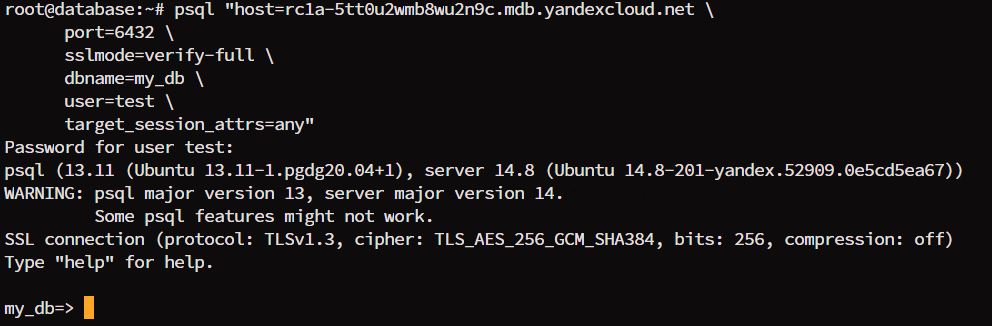 root@database:~# psql "host=rc1a-5tt0u2wmb8wu2n9c.mdb.yandexcloud.net \
port=6432 \
sslmode=verify-full \
dbname=my_db \
user=test \
target_session_attrs=any"
Password for user test:
psql (13.11 (Ubuntu 13.11-1.pgdg20.04+1), server 14.8 (Ubuntu 14.8-201-yandex.52909.0e5cd5ea67))
WARNING: psql major version 13, server major version 14.
Some psql features might not work.
SSL connection (protocol: TLSv1.3, cipher: TLS_AES_256_GCM_SHA384, bits: 256, compression: off)
Type "help" for help.
my_db=>